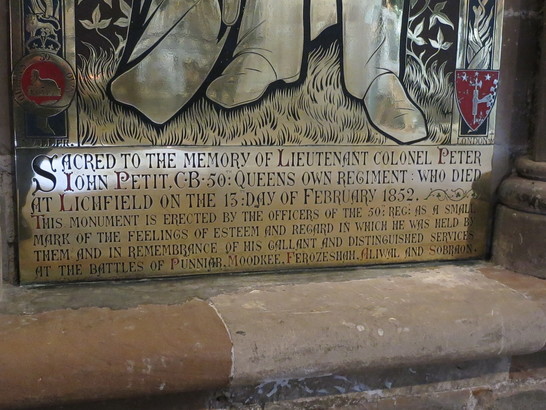 SACRED TO THE MEMORY OF LIEUTENANT COLONEL PETER
IOHN PETIT. CB·50: QUEENS OWN REGIMENT: WHO DIED
AT LICHFIELD ON THE 13: DAY OF FEBRUARY 1852.
THIS MONUMENT IS ERECTED BY THE OFFICERS OF THE 50: REG: AS A SMALL
MARK OF THE FEELINGS OF ESTEEM AND REGARD IN WHICH HE WAS HELD BY
THEM AND IN REMEMBRANCE OF HIS GALLANT AND DISTINGUISHED SERVICES
AT THE BATTLES OF PUNNIAR, MOODKEE, FEROZESHAH, ALIWAL AND SOBRAON.